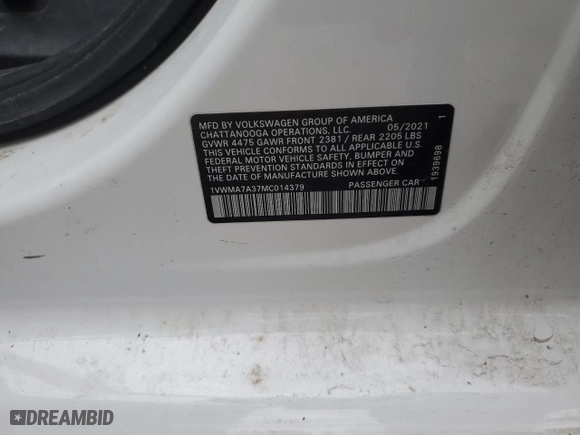 MFD BY VOLKSWAGEN GROUP OF AMERICA
CHATTANOOGA OPERATIONS, LLC. 05/2021
GVWR 4475 GAWR FRONT 2381 / REAR 2205 LBS
THIS VEHICLE CONFORMS TO ALL APPLICABLE U.S.
FEDERAL MOTOR VEHICLE SAFETY, BUMPER AND
THEFT PREVENTION STANDARDS IN EFFECT ON THE
DATE OF MANUFACTURE SHOWN ABOVE.
1VWMA7A37MC014379 PASSENGER CAR
1939698 1
DREAMBID